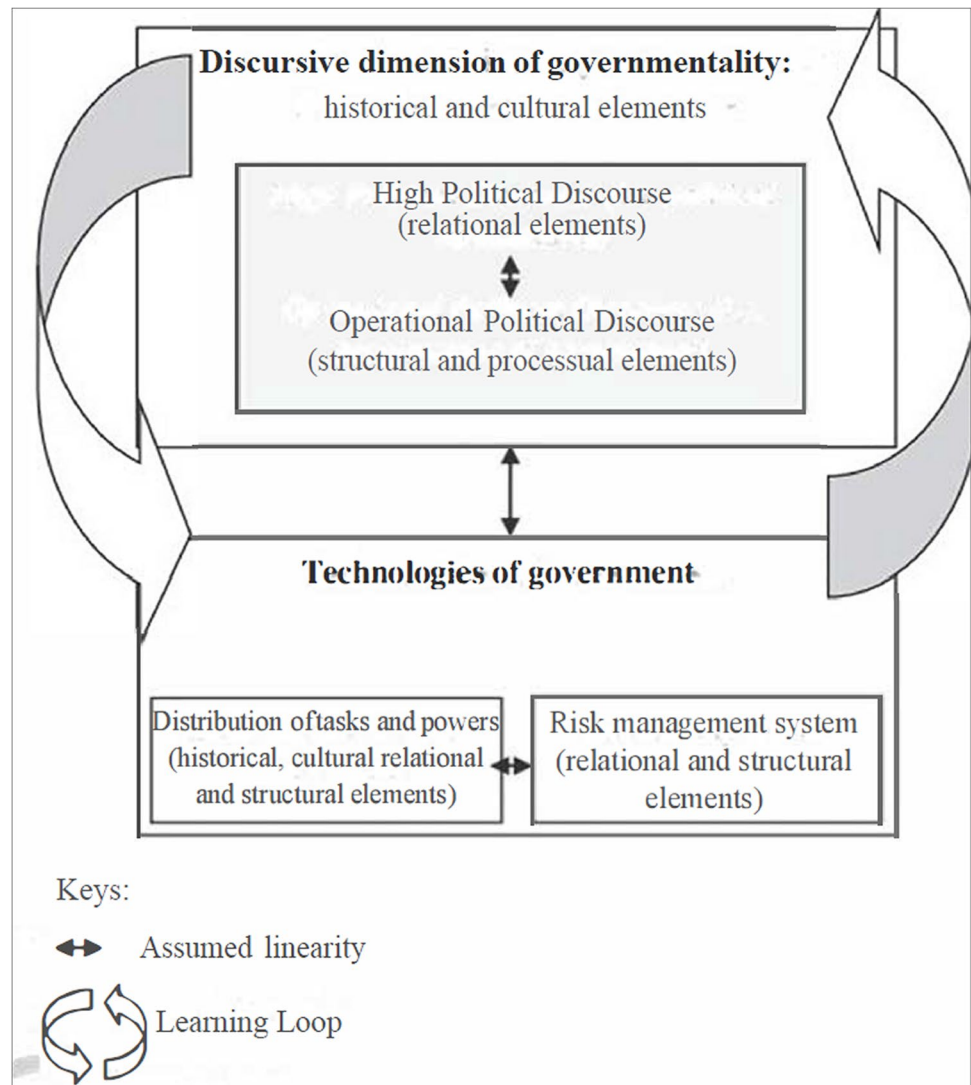 Discursive dimension of governmentality:
historical and cultural elements
High Political Discourse
(relational elements)
Operational Political Discourse
(structural and processual elements)
Technologies of government
Distribution of tasks and powers
(historical, cultural relational
and structural elements)
Risk management system
(relational and structural
elements)
Keys:
Assumed linearity
Learning Loop